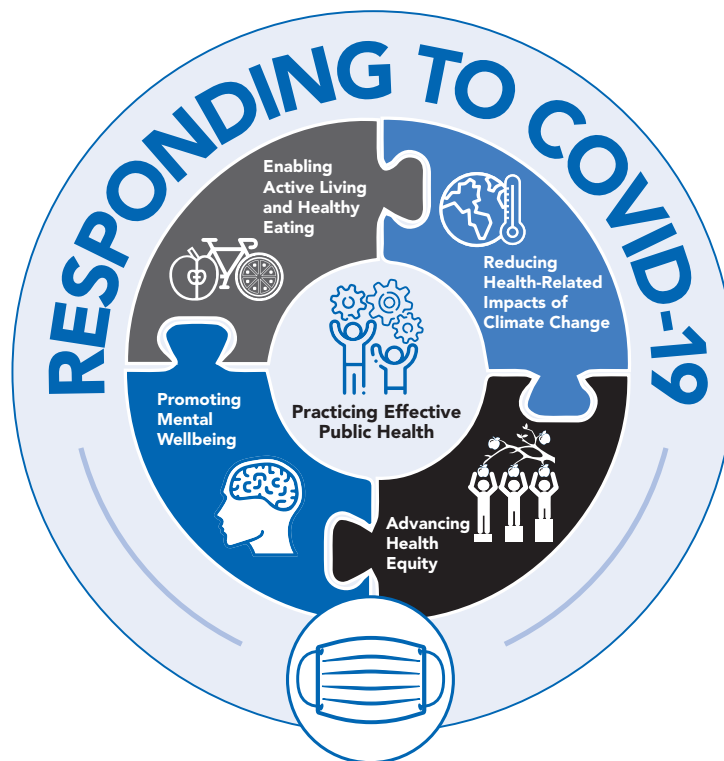 RESPONDING TO COVID-19
Enabling
Active Living
and Healthy
Eating
Reducing
Health-Related
Impacts of
Climate Change
Promoting
Mental
Wellbeing
Practicing Effective
Public Health
Advancing
Health
Equity